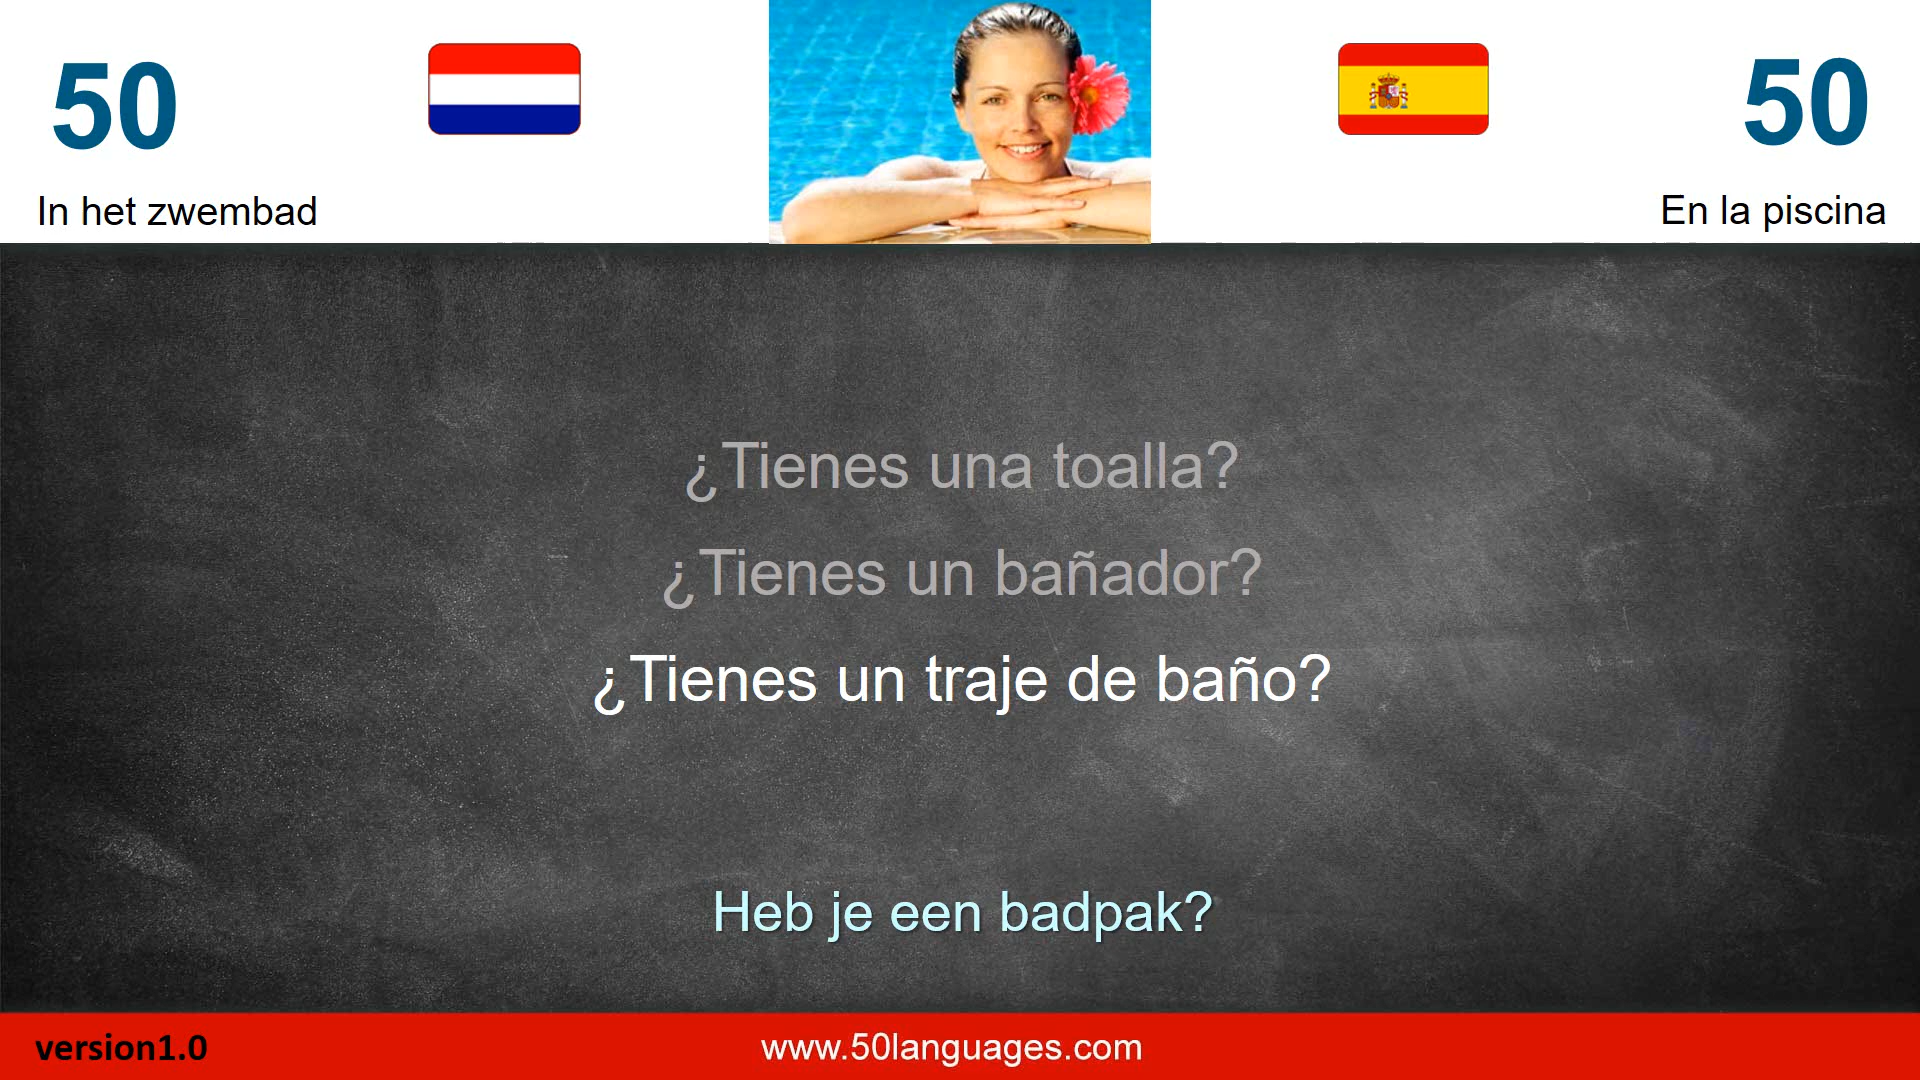 50
50
In het zwembad
En la piscina
¿Tienes una toalla?
¿Tienes un bañador?
¿Tienes un traje de baño?
Heb je een badpak?
version1.0
www.50languages.com